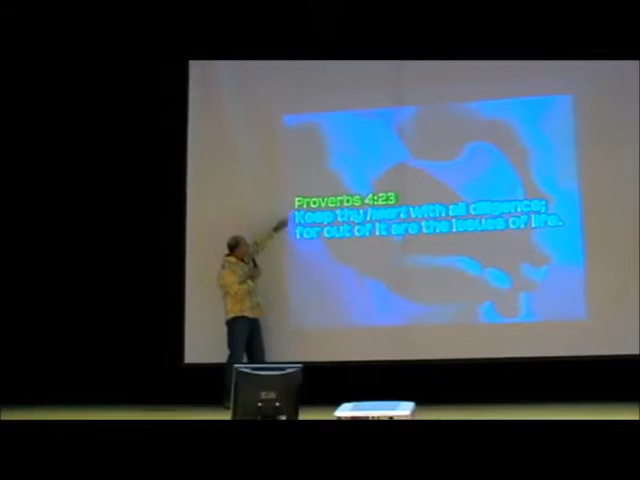 Proverbs 4:23
Keep thy heart with all diligence;
for out of it are the issues of life.